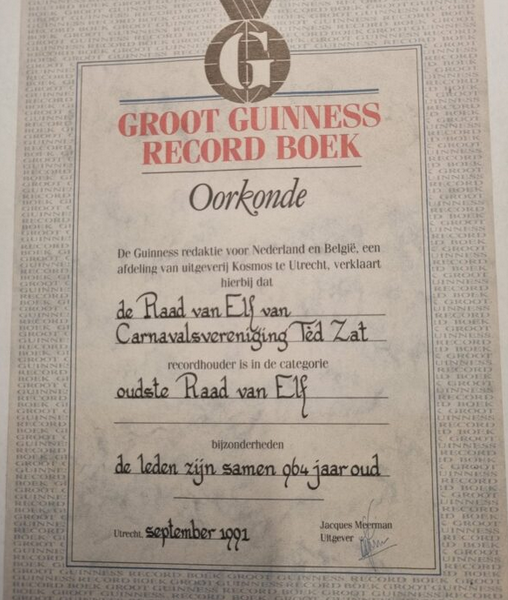 G
GROOT GUINNESS
RECORD BOEK
Oorkonde
De Guinness redaktie voor Nederland en België, een
afdeling van uitgeverij Kosmos te Utrecht, verklaart
hierbij dat
de Raad van Elf van
Carnavalsvereniging Tèd Zat
recordhouder is in de categorie
oudste Raad van Elf
bijzonderheden
de leden zijn samen 964 jaar oud
Utrecht, september 1991
Jacques Meerman
Uitgever